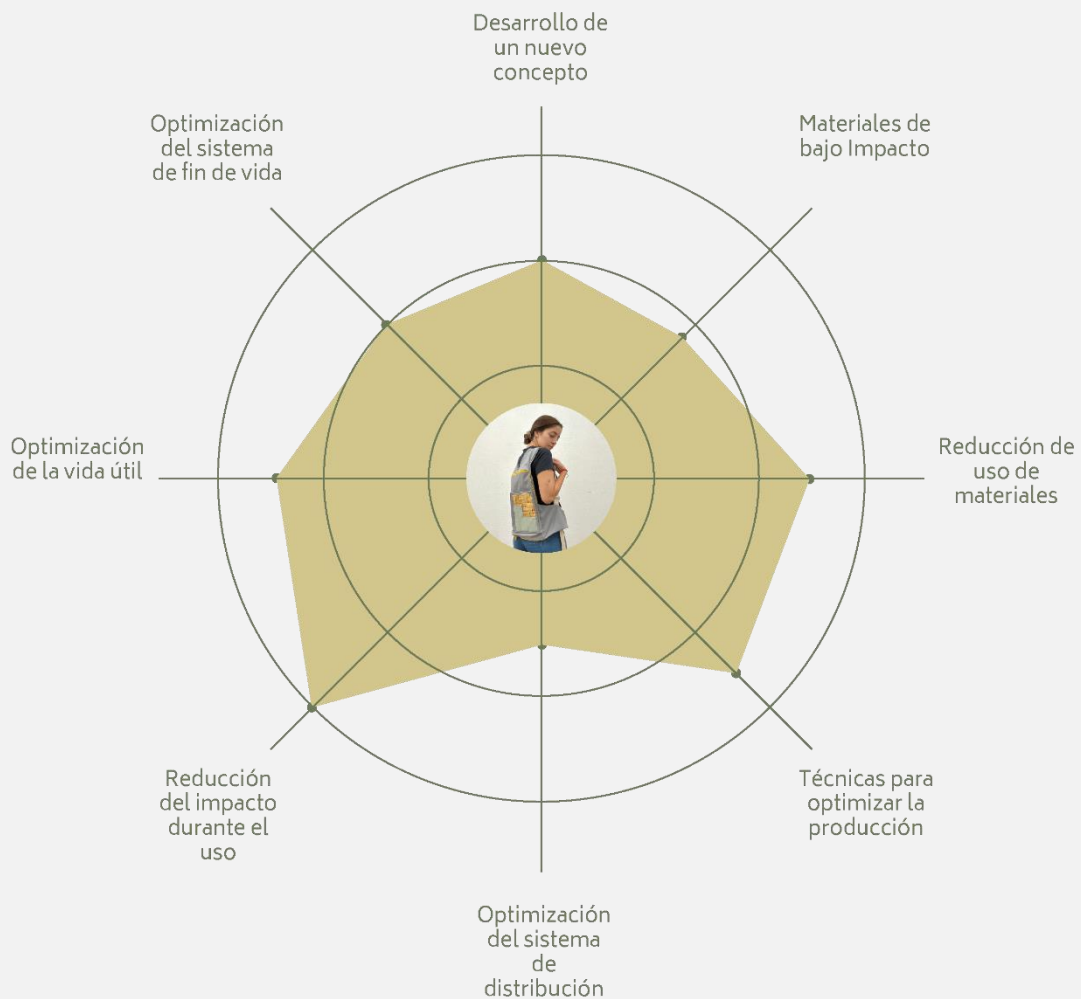 Desarrollo de
un nuevo
concepto
Materiales de
bajo Impacto
Reducción de
uso de
materiales
Técnicas para
optimizar la
producción
Optimización
del sistema
de
distribución
Reducción
del impacto
durante el
uso
Optimización
de la vida útil
Optimización
del sistema
de fin de vida